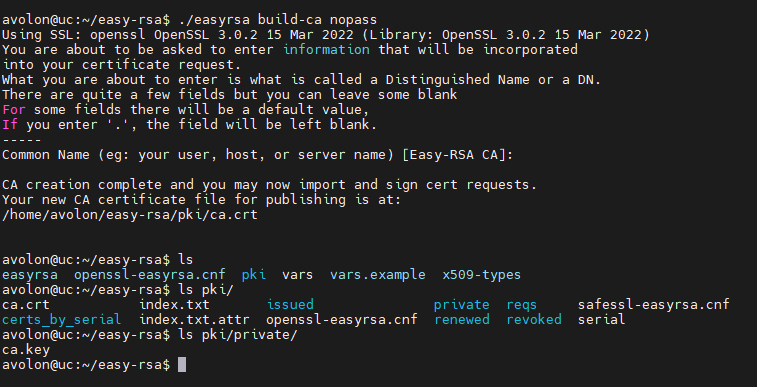 avolon@uc:~/easy-rsa$ ./easyrsa build-ca nopass
Using SSL: openssl OpenSSL 3.0.2 15 Mar 2022 (Library: OpenSSL 3.0.2 15 Mar 2022)
You are about to be asked to enter information that will be incorporated
into your certificate request.
What you are about to enter is what is called a Distinguished Name or a DN.
There are quite a few fields but you can leave some blank
For some fields there will be a default value,
If you enter '.', the field will be left blank.
-----
Common Name (eg: your user, host, or server name) [Easy-RSA CA]:
CA creation complete and you may now import and sign cert requests.
Your new CA certificate file for publishing is at:
/home/avolon/easy-rsa/pki/ca.crt
avolon@uc:~/easy-rsa$ ls
easyrsa openssl-easyrsa.cnf pki vars vars.example x509-types
avolon@uc:~/easy-rsa$ ls pki/
ca.crt index.txt issued private reqs safessl-easyrsa.cnf
certs_by_serial index.txt.attr openssl-easyrsa.cnf renewed revoked serial
avolon@uc:~/easy-rsa$ ls pki/private/
ca.key
avolon@uc:~/easy-rsa$